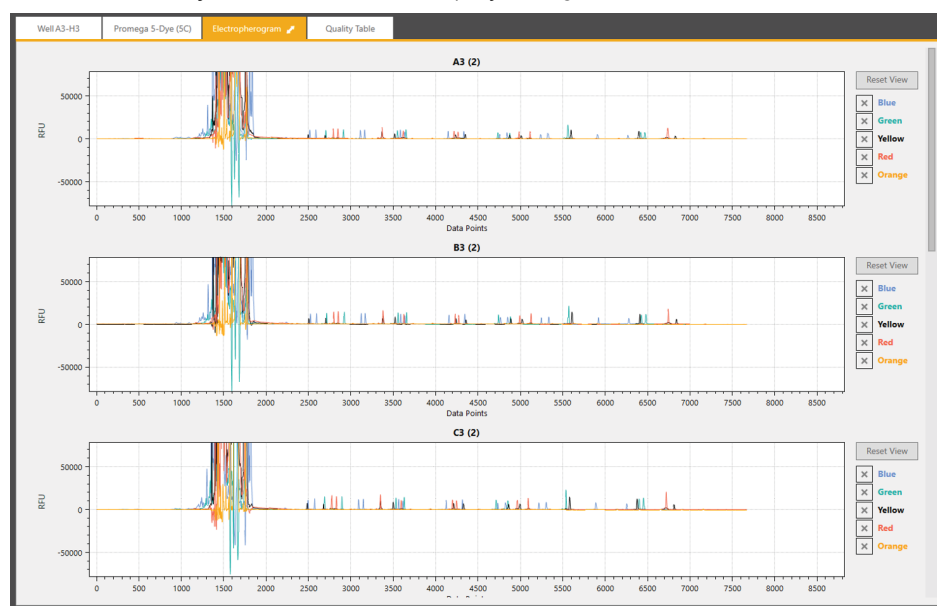 Well A3-H3 Promega 5-Dye (5C) Electropherogram Quality Table
A3 (2)
Reset View
50000
0
-50000
RFU
Blue
Green
Yellow
Red
Orange
0 500 1000 1500 2000 2500 3000 3500 4000 4500 5000 5500 6000 6500 7000 7500 8000 8500
Data Points
B3 (2)
Reset View
50000
0
-50000
RFU
Blue
Green
Yellow
Red
Orange
0 500 1000 1500 2000 2500 3000 3500 4000 4500 5000 5500 6000 6500 7000 7500 8000 8500
Data Points
C3 (2)
Reset View
50000
0
-50000
RFU
Blue
Green
Yellow
Red
Orange
0 500 1000 1500 2000 2500 3000 3500 4000 4500 5000 5500 6000 6500 7000 7500 8000 8500